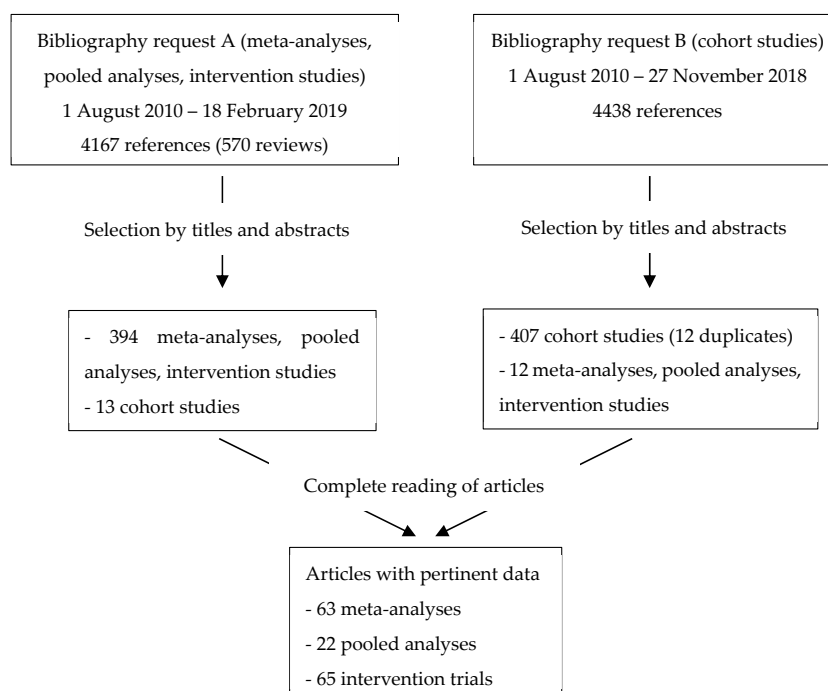 Bibliography request A (meta-analyses,
pooled analyses, intervention studies)
1 August 2010 – 18 February 2019
4167 references (570 reviews)
Bibliography request B (cohort studies)
1 August 2010 – 27 November 2018
4438 references
Selection by titles and abstracts
Selection by titles and abstracts
- 394 meta-analyses, pooled
analyses, intervention studies
- 13 cohort studies
- 407 cohort studies (12 duplicates)
- 12 meta-analyses, pooled analyses,
intervention studies
Complete reading of articles
Articles with pertinent data
- 63 meta-analyses
- 22 pooled analyses
- 65 intervention trials